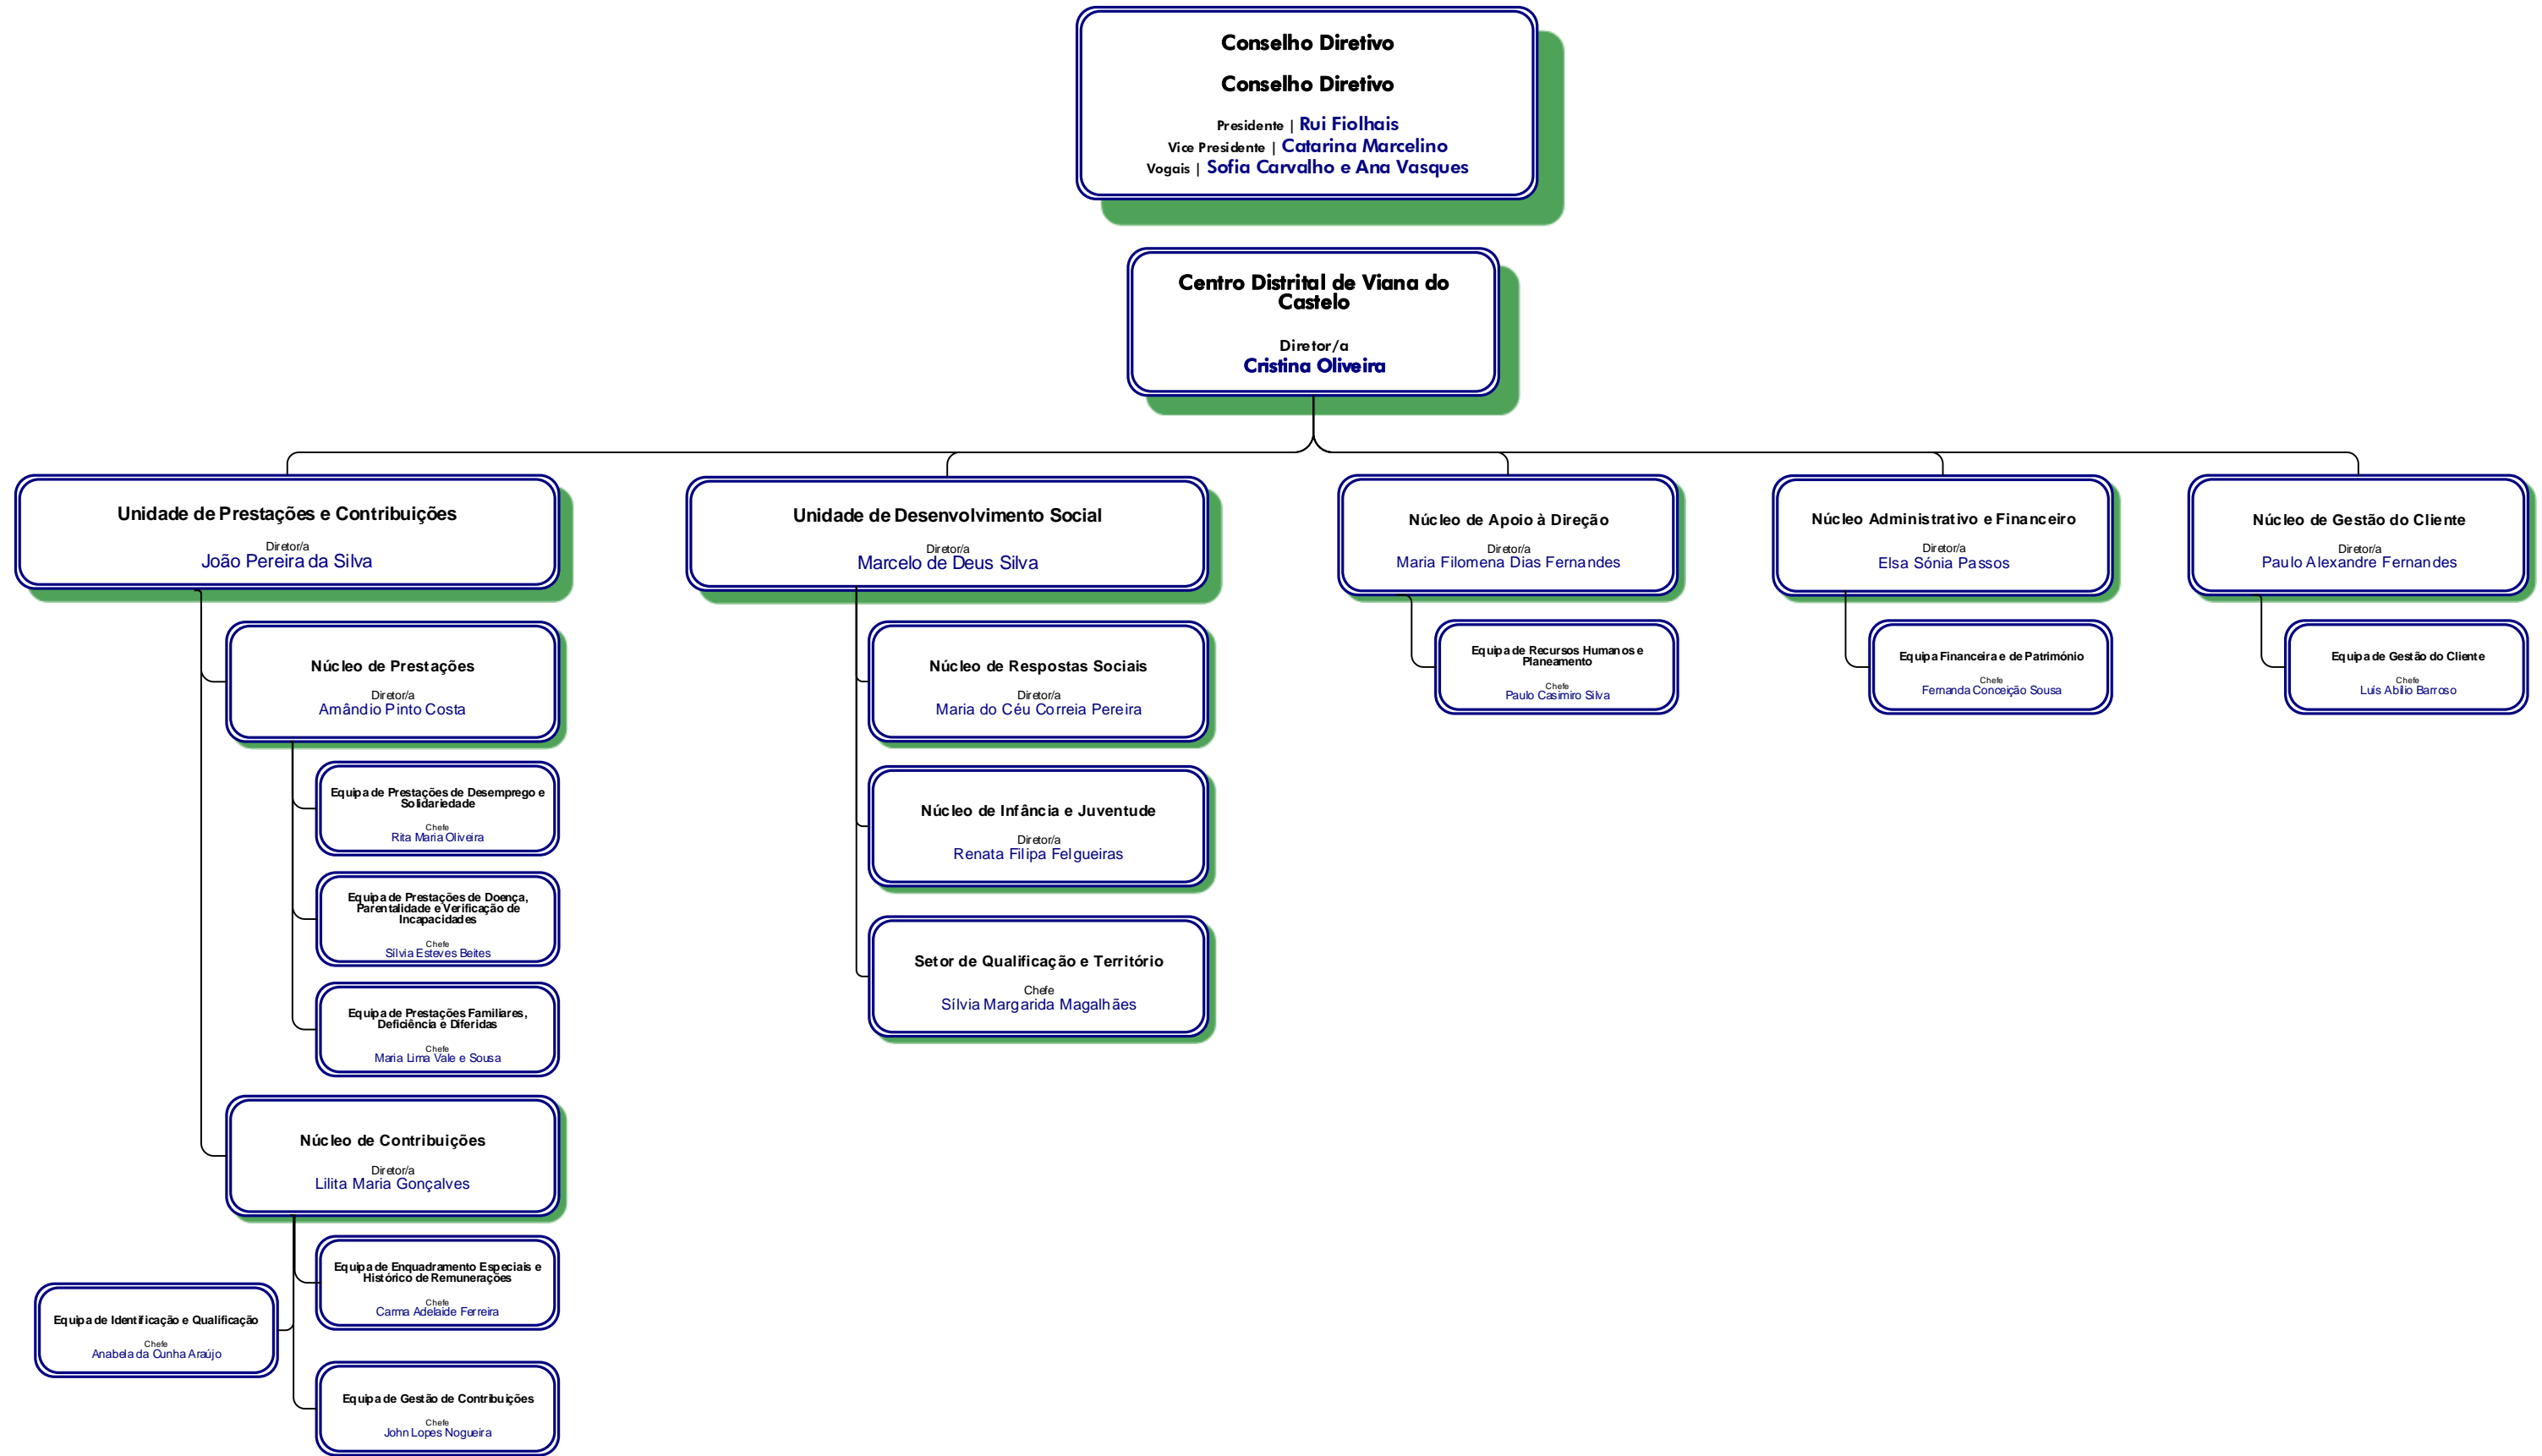 Conselho Diretivo
Conselho Diretivo
Presidente | Rui Fiolhais
Vice Presidente | Catarina Marcelino
Vogais | Sofia Carvalho e Ana Vasques
Centro Distrital de Viana do
Castelo
Diretor/a
Cristina Oliveira
Unidade de Prestações e Contribuições
Diretor/a
João Pereira da Silva
Núcleo de Prestações
Diretor/a
Amândio Pinto Costa
Equipa de Prestações de Desemprego e
Solidariedade
Chefe
Rita Maria Oliveira
Equipa de Prestações de Doença,
Parentalidade e Verificação de
Incapacidades
Chefe
Sílvia Esteves Beites
Equipa de Prestações Familiares,
Deficiência e Diferidas
Chefe
Maria Lima Vale e Sousa
Núcleo de Contribuições
Diretor/a
Lilita Maria Gonçalves
Equipa de Enquadramento Especiais e
Histórico de Remunerações
Chefe
Carma Adelaide Ferreira
Equipa de Identificação e Qualificação
Chefe
Anabela da Cunha Araújo
Equipa de Gestão de Contribuições
Chefe
John Lopes Nogueira
Unidade de Desenvolvimento Social
Diretor/a
Marcelo de Deus Silva
Núcleo de Respostas Sociais
Diretor/a
Maria do Céu Correia Pereira
Núcleo de Infância e Juventude
Diretor/a
Renata Filipa Felgueiras
Setor de Qualificação e Território
Chefe
Sílvia Margarida Magalhães
Núcleo de Apoio à Direção
Diretor/a
Maria Filomena Dias Fernandes
Equipa de Recursos Humanos e
Planeamento
Chefe
Paulo Casimiro Silva
Núcleo Administrativo e Financeiro
Diretor/a
Elsa Sónia Passos
Equipa Financeira e de Património
Chefe
Fernanda Conceição Sousa
Núcleo de Gestão do Cliente
Diretor/a
Paulo Alexandre Fernandes
Equipa de Gestão do Cliente
Chefe
Luís Abílio Barroso